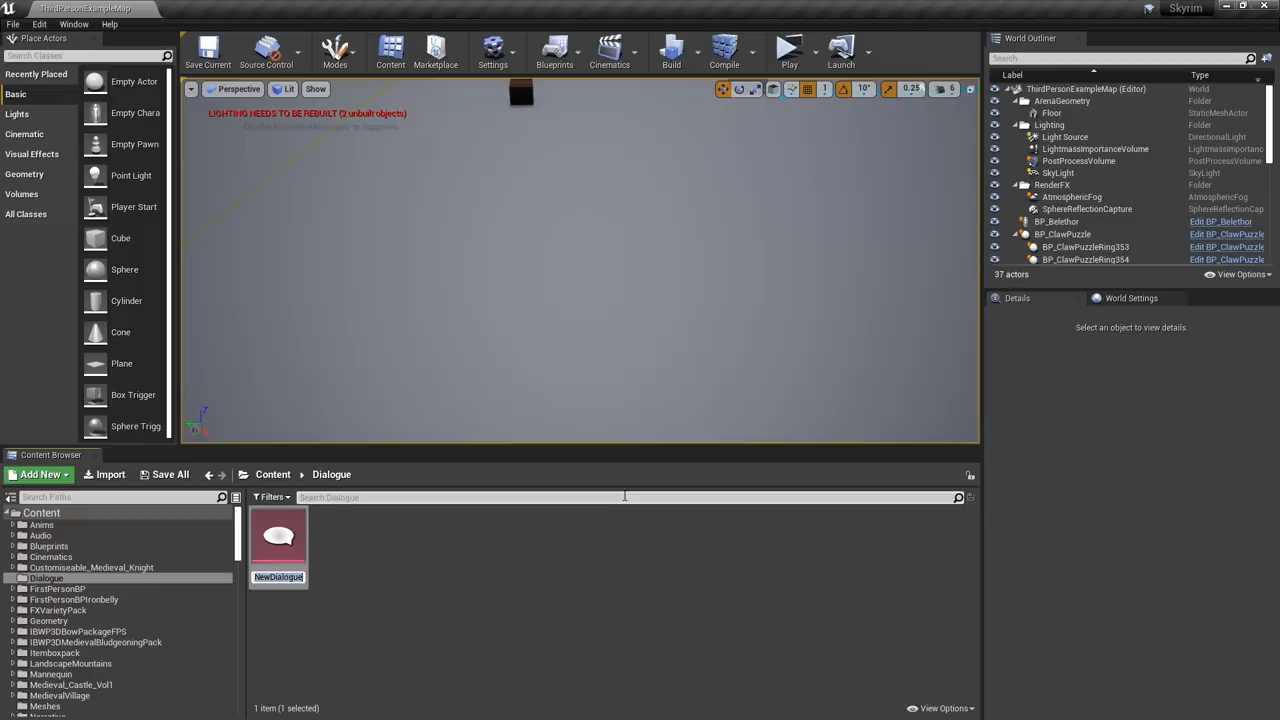 ThirdPersonExampleMap
Skyrim
File Edit Window Help
Place Actors
Search Classes
Recently Placed
Basic
Lights
Cinematic
Visual Effects
Geometry
Volumes
All Classes
Empty Actor
Empty Chara
Empty Pawn
Point Light
Player Start
Cube
Sphere
Cylinder
Cone
Plane
Box Trigger
Sphere Trigg
Save Current
Source Control
Modes
Content
Marketplace
Settings
Blueprints
Cinematics
Build
Compile
Play
Launch
Perspective
Lit
Show
1
10°
0.25
6
LIGHTING NEEDS TO BE REBUILT (2 unbuilt objects)
World Outliner
Search
Label Type
ThirdPersonExampleMap (Editor) World
ArenaGeometry Folder
Floor StaticMeshActor
Lighting Folder
Light Source DirectionalLight
LightmassImportanceVolume LightmassImportanc
PostProcessVolume PostProcessVolume
SkyLight SkyLight
RenderFX Folder
AtmosphericFog AtmosphericFog
SphereReflectionCapture SphereReflectionCap
BP_Belethor Edit BP_Belethor
BP_ClawPuzzle Edit BP_ClawPuzzle
BP_ClawPuzzleRing353 Edit BP_ClawPuzzle
BP_ClawPuzzleRing354 Edit BP_ClawPuzzle
37 actors
View Options
Details
World Settings
Select an object to view details.
Content Browser
Add New
Import
Save All
Content
Dialogue
Search Paths
Filters
Search Dialogue
Content
Anims
Audio
Blueprints
Cinematics
Customiseable_Medieval_Knight
Dialogue
FirstPersonBP
FirstPersonBPIronbelly
FXVarietyPack
Geometry
IBWP3DBowPackageFPS
IBWP3DMedievalBludgeoningPack
Itemboxpack
LandscapeMountains
Mannequin
Medieval_Castle_Vol1
MedievalVillage
Meshes
NewDialogue
1 item (1 selected)
View Options